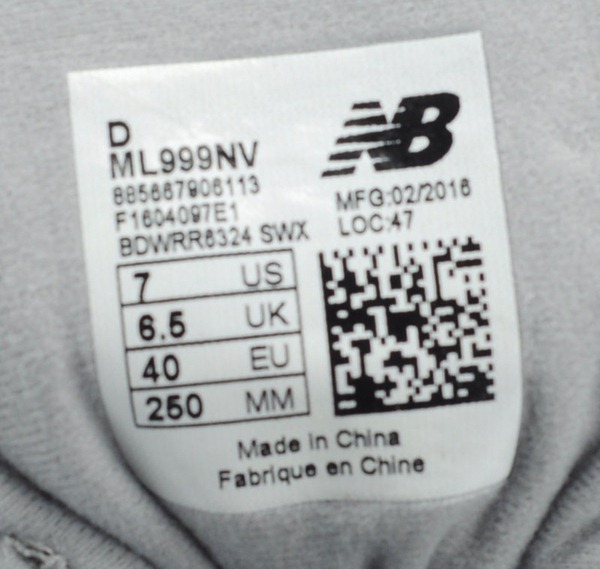 D
ML999NV
885667906113
F1604097E1
BDWRR6324 SWX
7 US
6.5 UK
40 EU
250 MM
NB
MFG:02/2016
LOC:47
Made in China
Fabrique en Chine